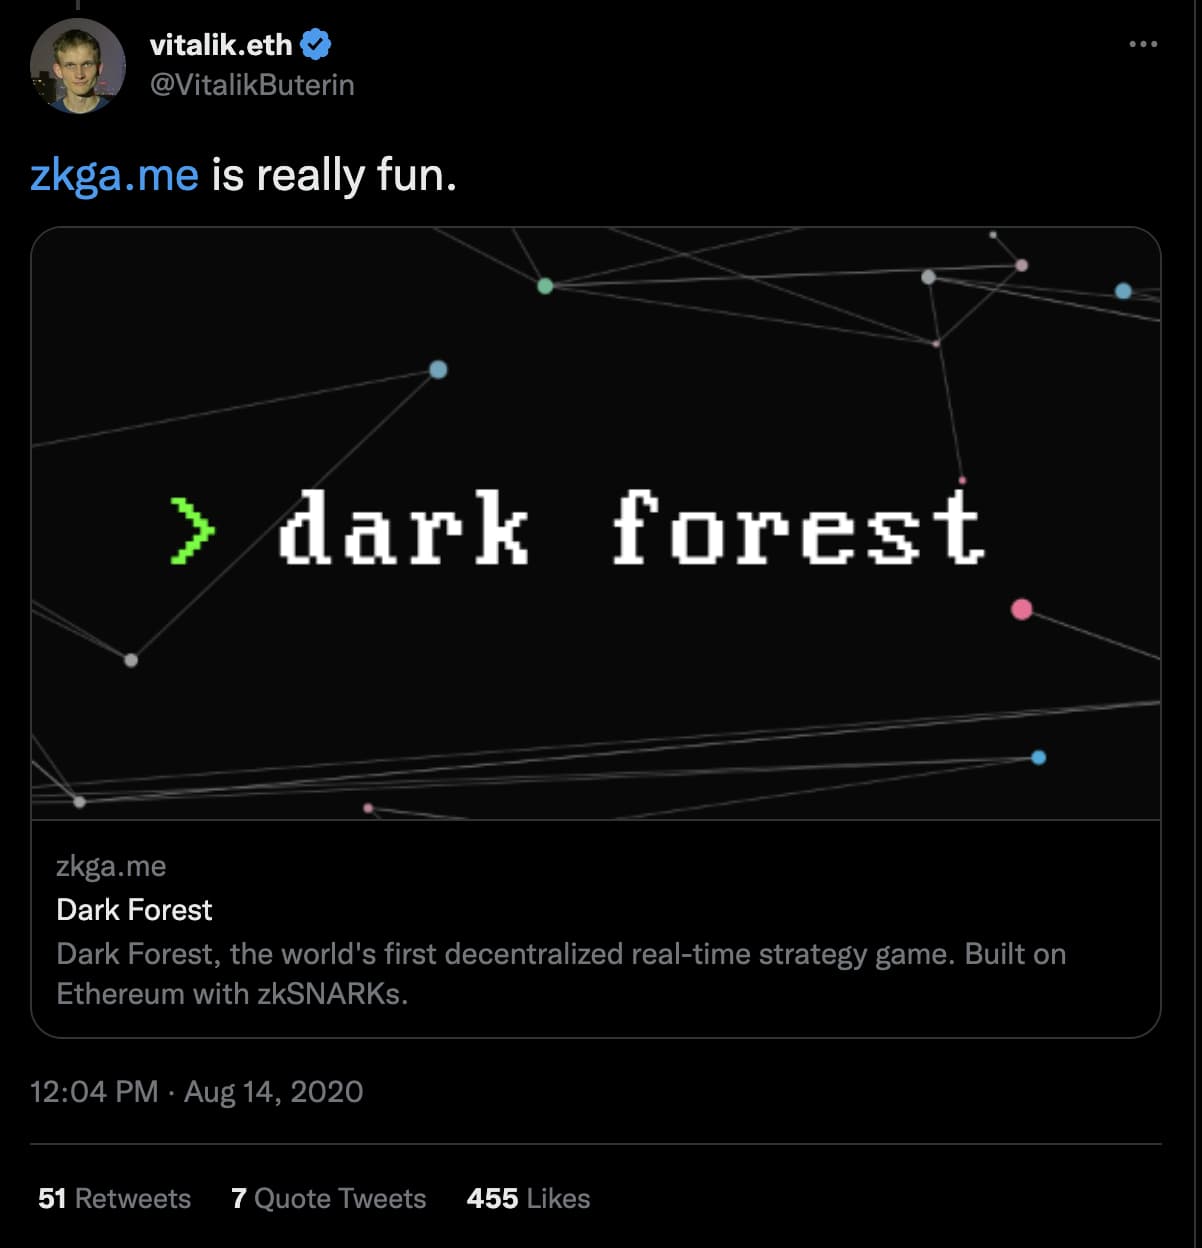 vitalik.eth
@VitalikButerin
zkga.me is really fun.
> dark forest
zkga.me
Dark Forest
Dark Forest, the world's first decentralized real-time strategy game. Built on
Ethereum with zkSNARKs.
12:04 PM · Aug 14, 2020
51 Retweets 7 Quote Tweets 455 Likes